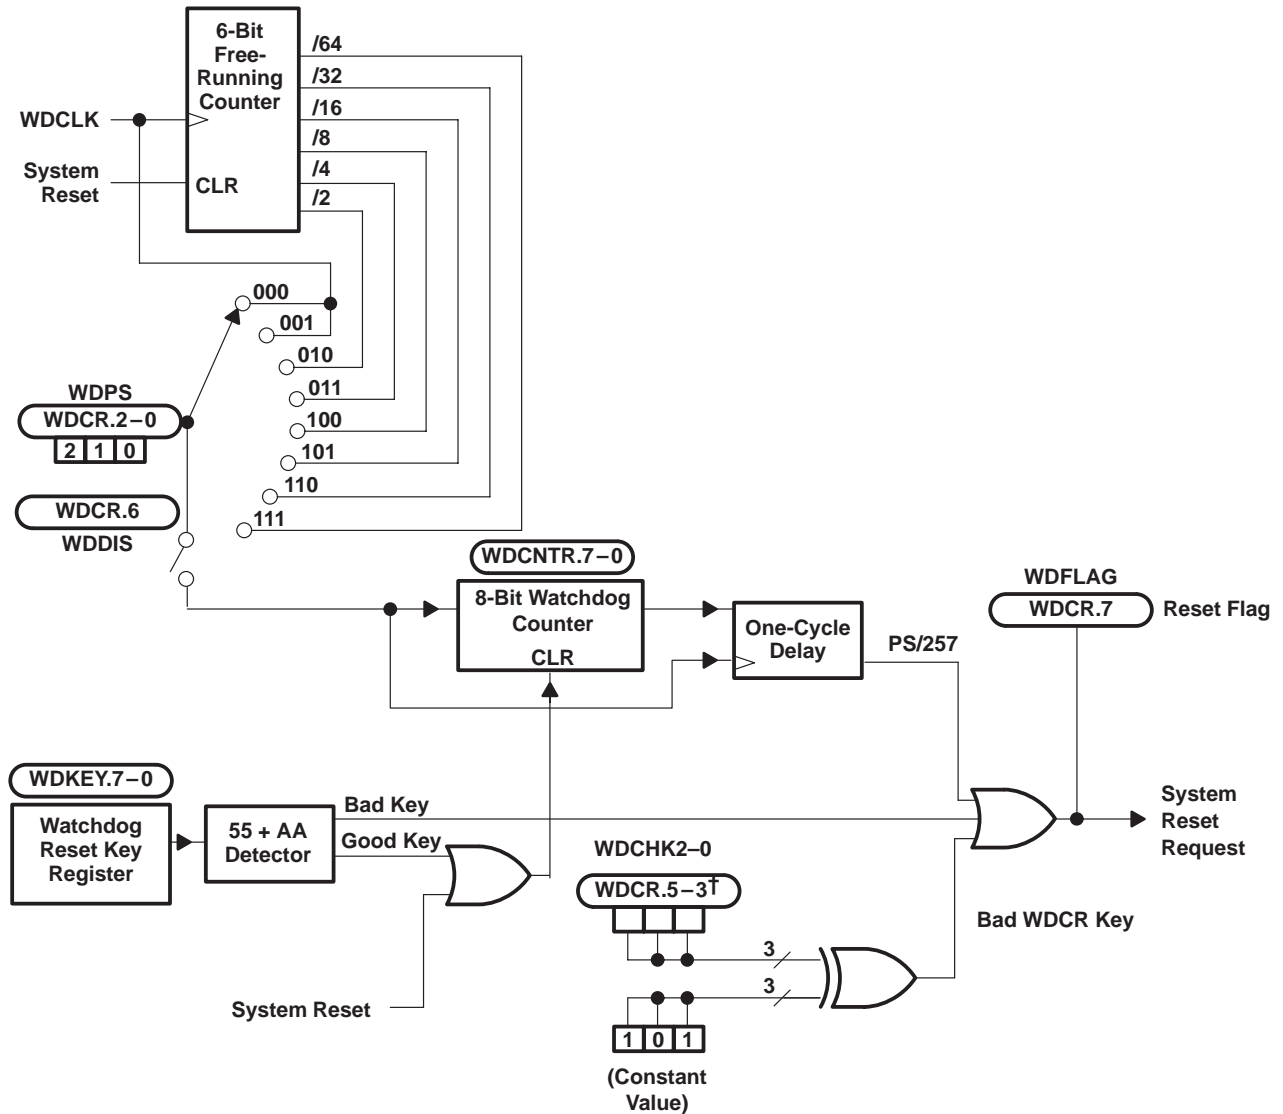 6-Bit
Free-
Running
Counter
CLR
/64
/32
/16
/8
/4
/2
WDCLK
System
Reset
000
001
010
011
100
101
110
111
WDPS
WDCR.2–0
2 1 0
WDCR.6
WDDIS
WDCNTR.7–0
8-Bit Watchdog
Counter
CLR
One-Cycle
Delay
PS/257
WDFLAG
WDCR.7
Reset Flag
WDKEY.7–0
Watchdog
Reset Key
Register
55 + AA
Detector
Bad Key
Good Key
System Reset
WDCHK2–0
WDCR.5–3†
3
3
1 0 1
(Constant
Value)
Bad WDCR Key
System
Reset
Request